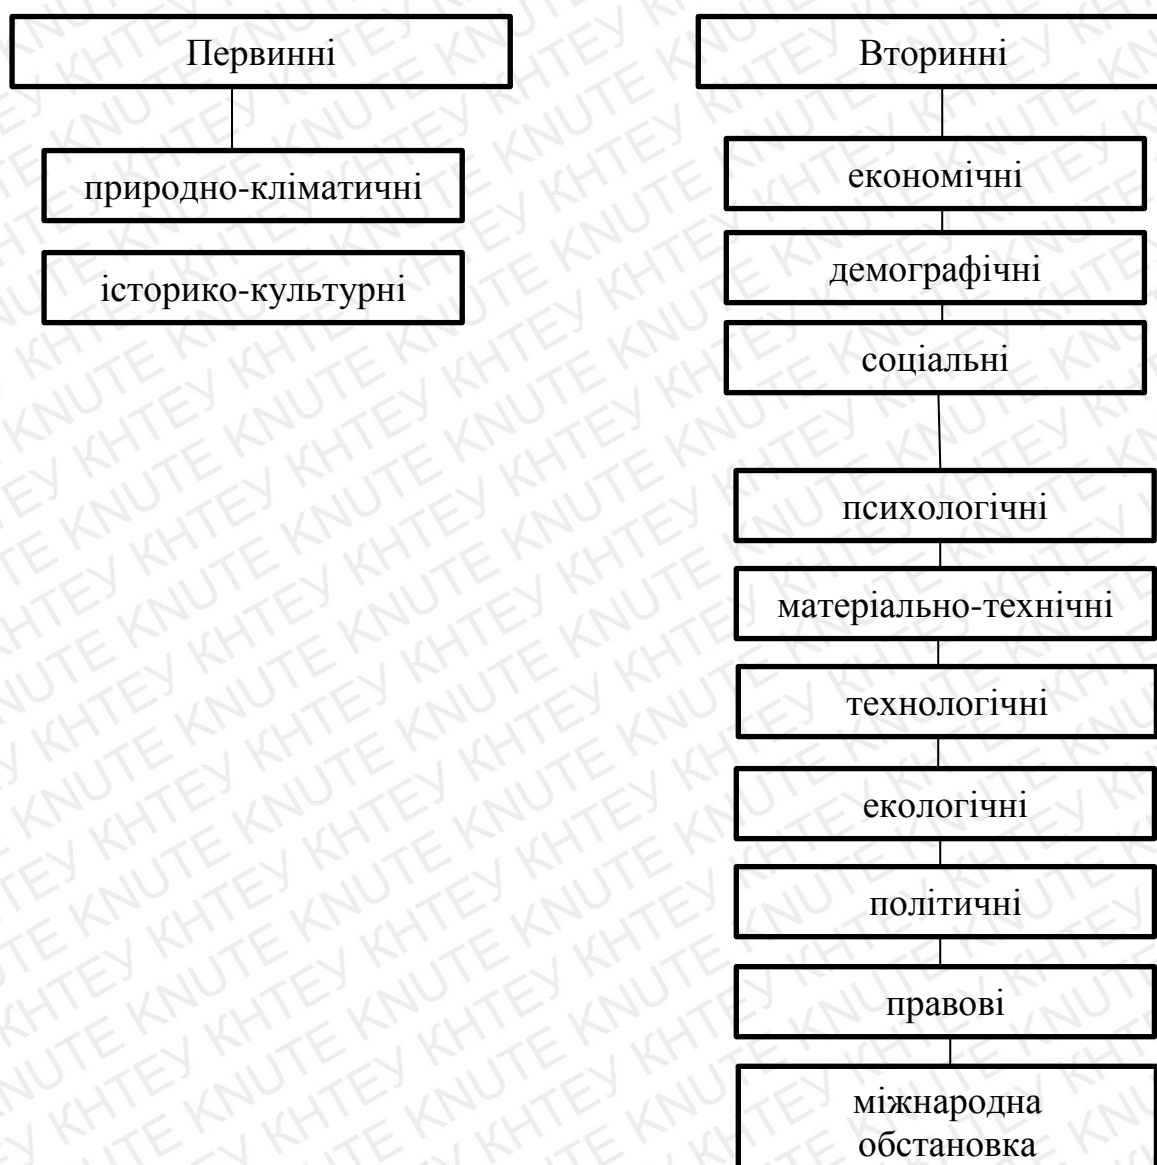 Первинні
природно-кліматичні
історико-культурні
Вторинні
економічні
демографічні
соціальні
психологічні
матеріально-технічні
технологічні
екологічні
політичні
правові
міжнародна
обстановка